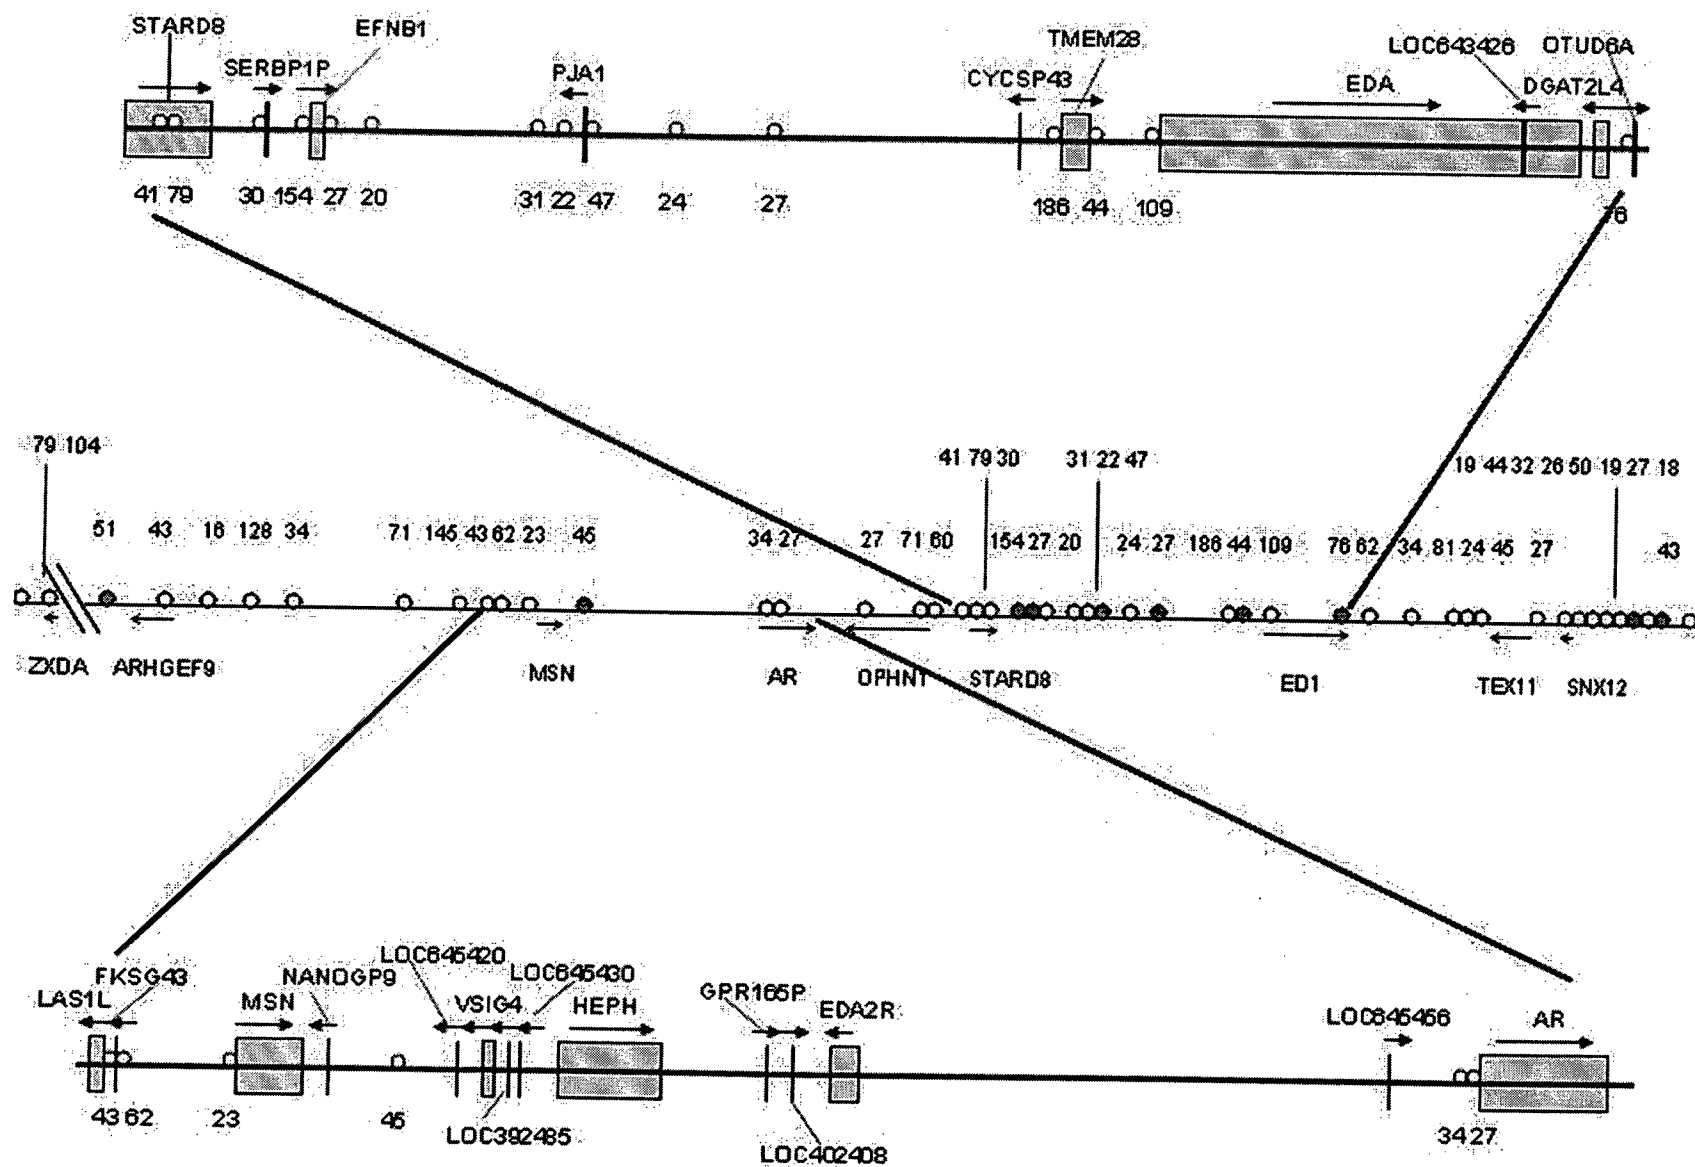 STARD8 EFNB1 TMEM28 LOC643426 OTUD6A
SERBP1P PJA1 CYCSP43 EDA DGAT2L4
41 79 30 154 27 20 31 22 47 24 27 186 44 109 76
79 104 41 79 30 31 22 47 19 44 32 26 50 19 27 18
51 43 16 128 34 71 145 43 62 23 45 34 27 27 71 60 154 27 20 24 27 186 44 109 76 62 34 81 24 45 27 43
ZXDA ARHGEF9 MSN AR OPHN1 STARD8 ED1 TEX11 SNX12
LOC645420
FKSG43 NANOGP9 LOC645430
LAS1L MSN VSIG4 HEPH GPR165P EDA2R LOC645456 AR
43 62 23 45 34 27
LOC392485
LOC402408